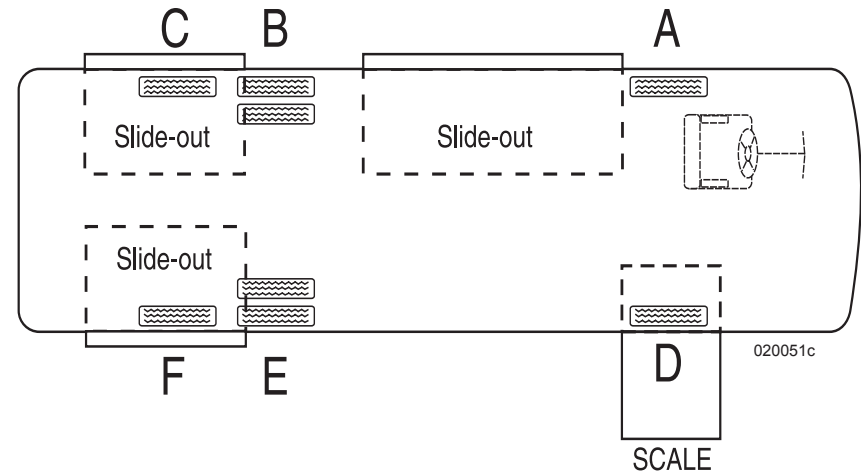 C B A
Slide-out Slide-out
Slide-out
F E D
020051c
SCALE